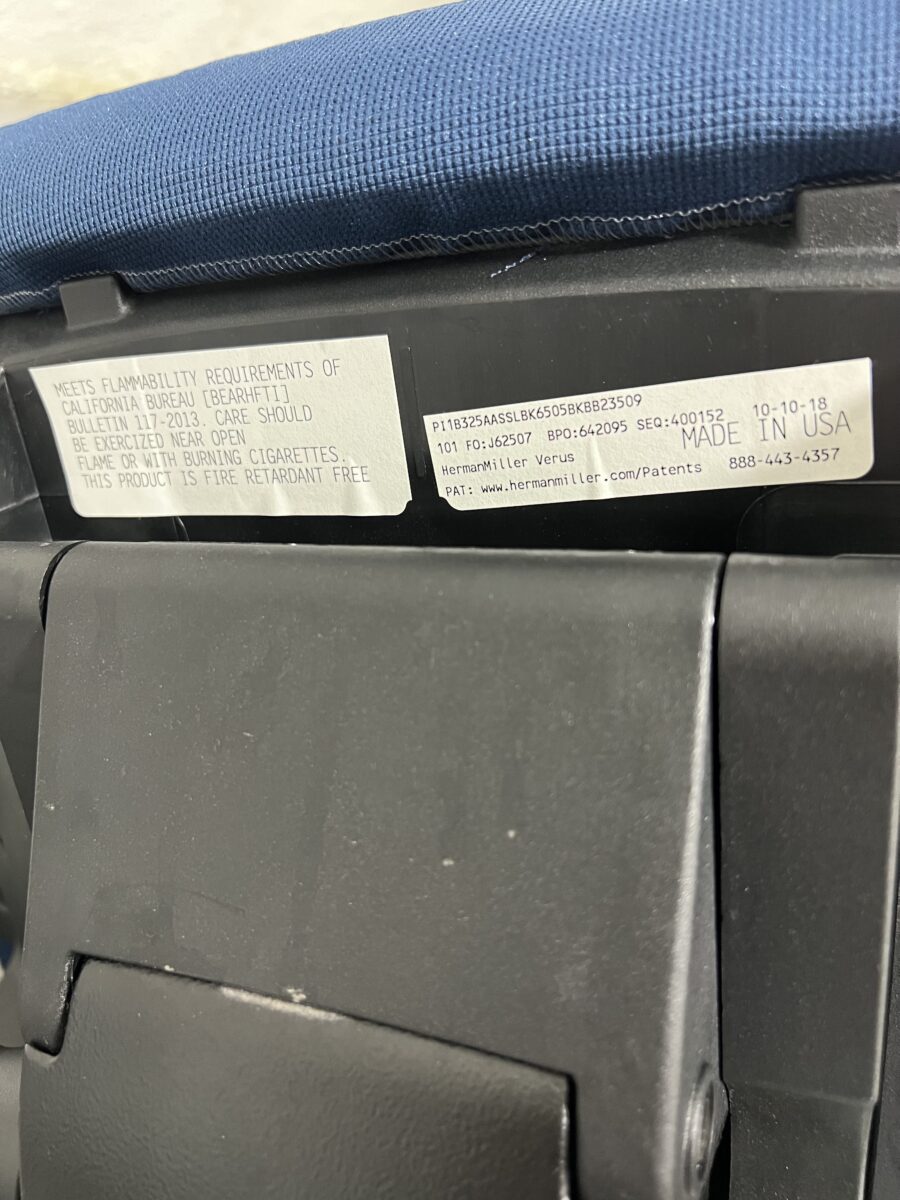 MEETS FLAMMABILITY REQUIREMENTS OF
CALIFORNIA BUREAU [BEARHFTI]
BULLETIN 117-2013. CARE SHOULD
BE EXERCIZED NEAR OPEN
FLAME OR WITH BURNING CIGARETTES.
THIS PRODUCT IS FIRE RETARDANT FREE
PI1B325AASSLBK6505BKBB23509
101 FO:J62507 BPO:642095 SEQ:400152 10-10-18
HermanMiller Verus MADE IN USA
PAT: www.hermanmiller.com/Patents 888-443-4357